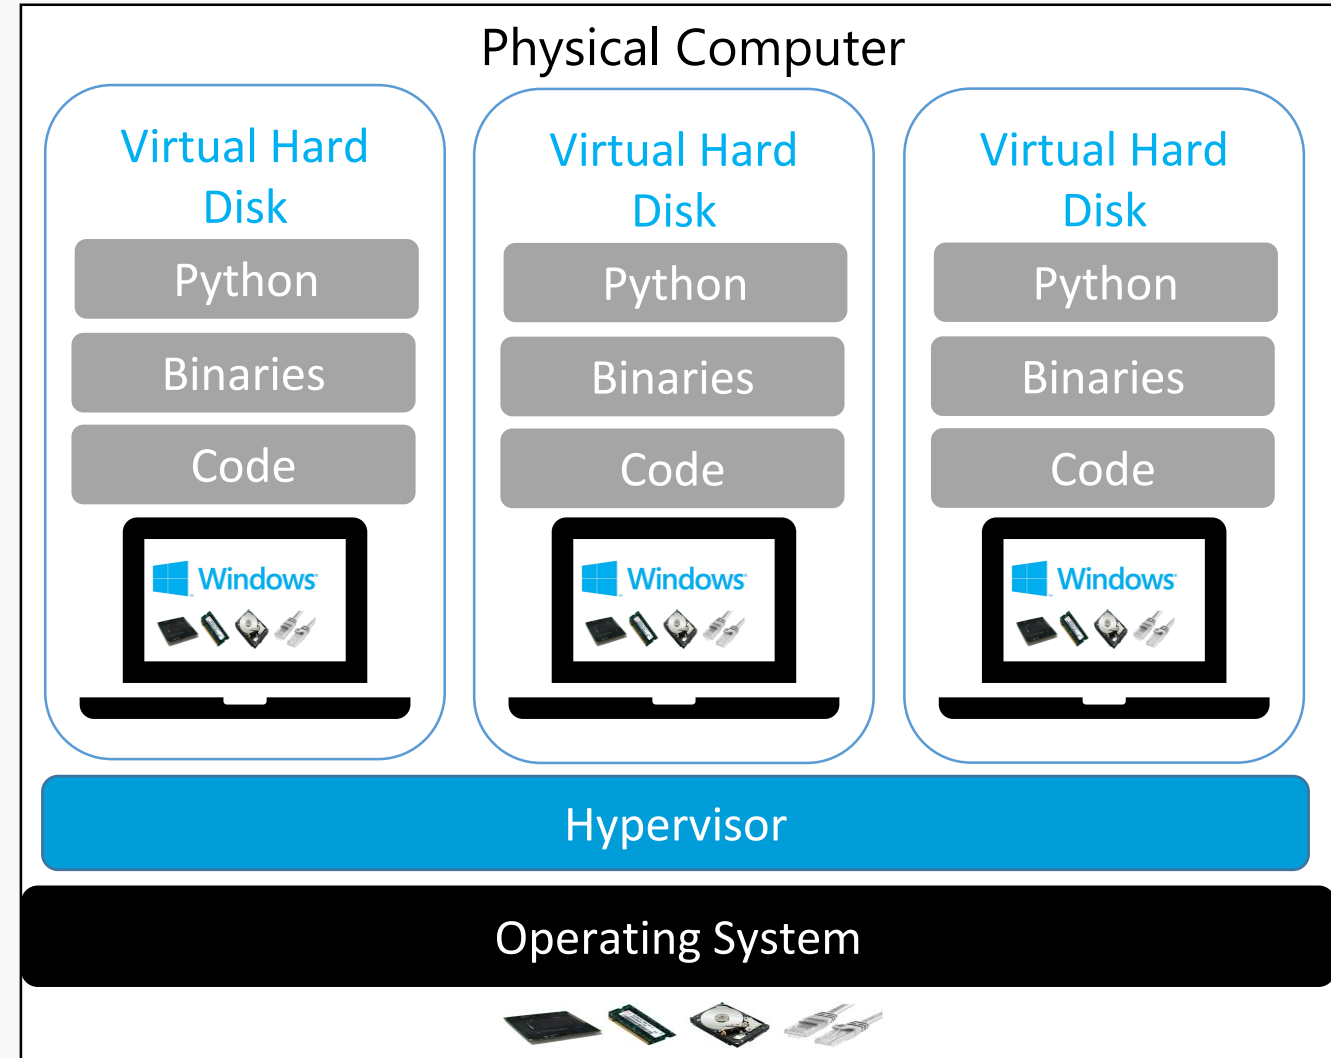 Physical Computer
Virtual Hard
Disk
Python
Binaries
Code
Windows
Virtual Hard
Disk
Python
Binaries
Code
Windows
Virtual Hard
Disk
Python
Binaries
Code
Windows
Hypervisor
Operating System